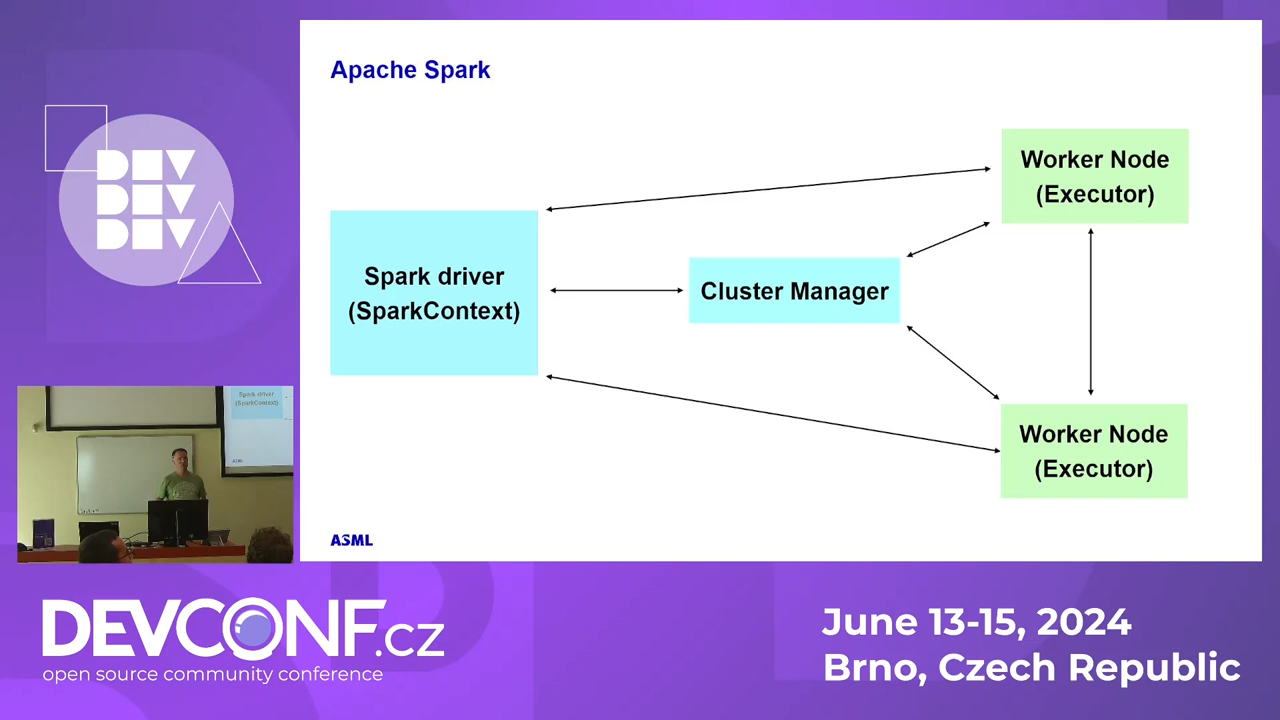 Apache Spark
Worker Node
(Executor)
Spark driver
(SparkContext)
Cluster Manager
Worker Node
(Executor)
ASML
DEV
DEV
DEV
Spark driver
(SparkContext)
ASML
DEVCONF.cz
open source community conference
June 13-15, 2024
Brno, Czech Republic